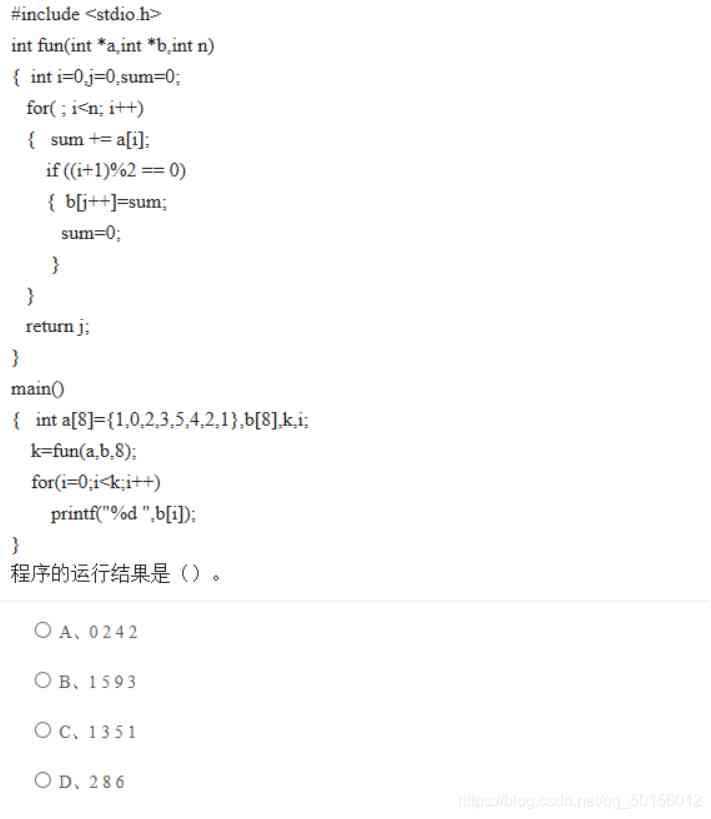 #include <stdio.h>
int fun(int *a,int *b,int n)
{ int i=0,j=0,sum=0;
for( ; i<n; i++)
{ sum += a[i];
if ((i+1)%2 == 0)
{ b[j++]=sum;
sum=0;
}
}
return j;
}
main()
{ int a[8]={1,0,2,3,5,4,2,1},b[8],k,i;
k=fun(a,b,8);
for(i=0;i<k;i++)
printf("%d ",b[i]);
}
程序的运行结果是（）。
A、0 2 4 2
B、1 5 9 3
C、1 3 5 1
D、2 8 6
https://blog.csdn.net/qq_50156012